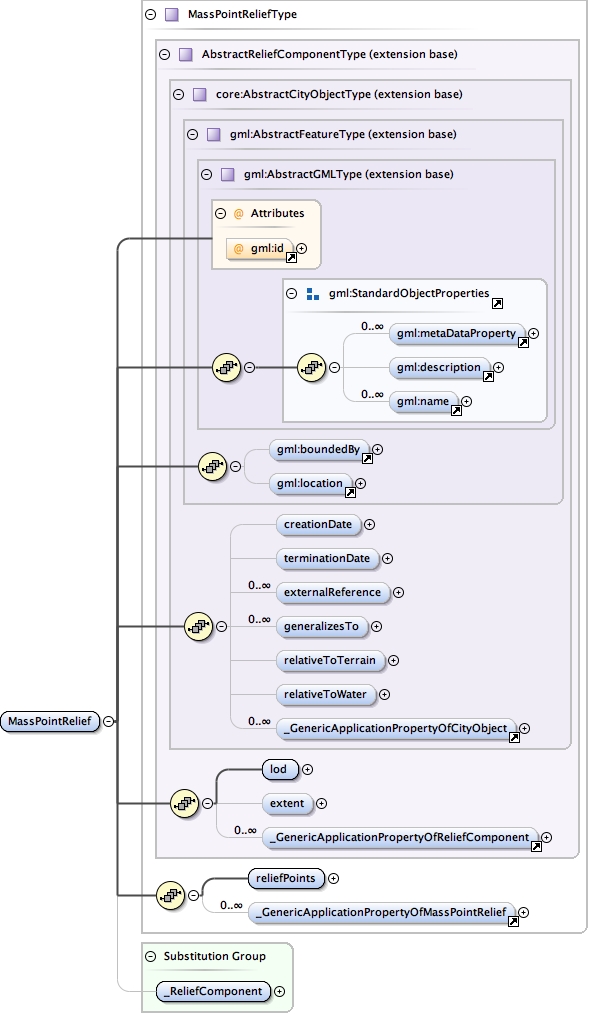 MassPointReliefType
AbstractReliefComponentType (extension base)
core:AbstractCityObjectType (extension base)
gml:AbstractFeatureType (extension base)
gml:AbstractGMLType (extension base)
@ Attributes
@ gml:id
gml:StandardObjectProperties
0..∞
gml:metaDataProperty
gml:description
0..∞
gml:name
gml:boundedBy
gml:location
creationDate
terminationDate
0..∞
externalReference
0..∞
generalizesTo
relativeToTerrain
relativeToWater
0..∞
_GenericApplicationPropertyOfCityObject
MassPointRelief
lod
extent
0..∞
_GenericApplicationPropertyOfReliefComponent
reliefPoints
0..∞
_GenericApplicationPropertyOfMassPointRelief
Substitution Group
_ReliefComponent